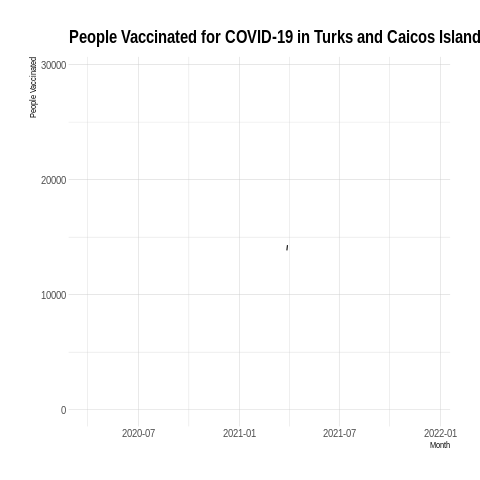 People Vaccinated for COVID-19 in Turks and Caicos Island
People Vaccinated
30000
20000
10000
0
2020-07 2021-01 2021-07 2022-01
Month